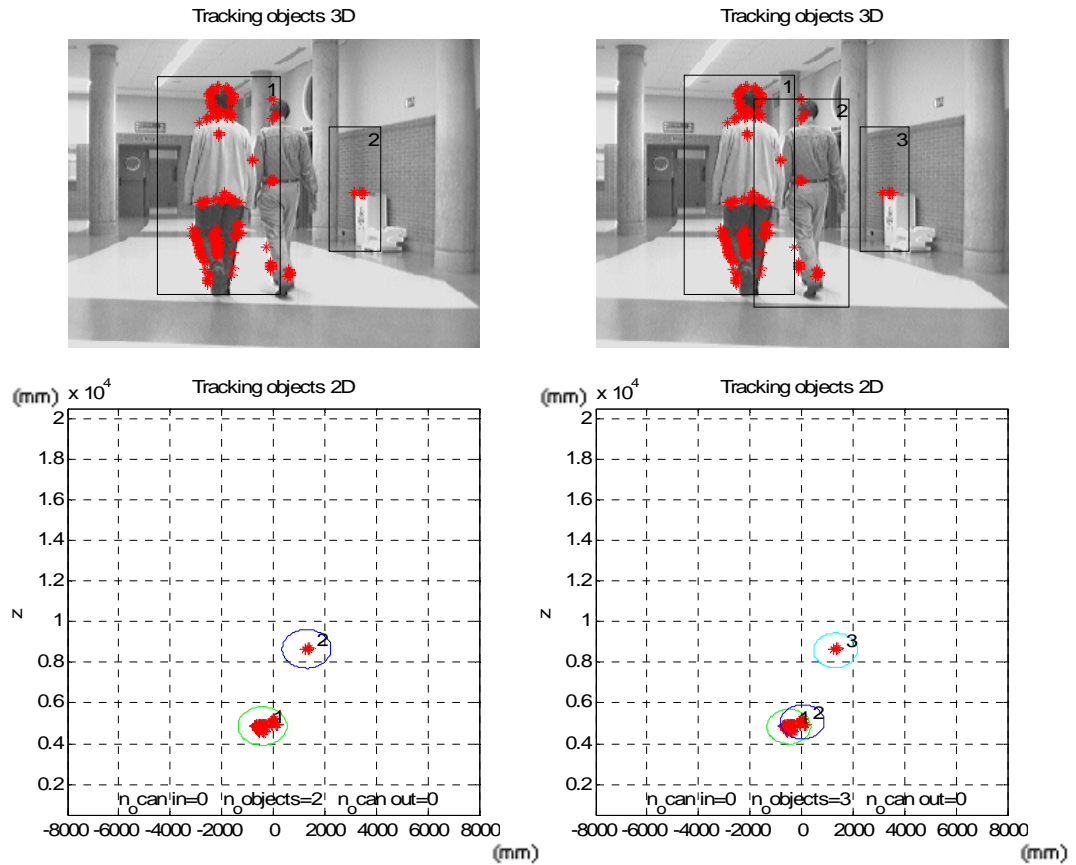 Tracking objects 3D
Tracking objects 3D
1
2
1
2
3
(mm) x 10^4
Tracking objects 2D
2
1.8
1.6
1.4
1.2
1
0.8
0.6
0.4
0.2
z
2
1
n_o can in=0 n_o objects=2 n_o can out=0
-8000 -6000 -4000 -2000 0 2000 4000 6000 8000
(mm)
(mm) x 10^4
Tracking objects 2D
2
1.8
1.6
1.4
1.2
1
0.8
0.6
0.4
0.2
z
3
1
2
n_o can in=0 n_o objects=3 n_o can out=0
-8000 -6000 -4000 -2000 0 2000 4000 6000 8000
(mm)